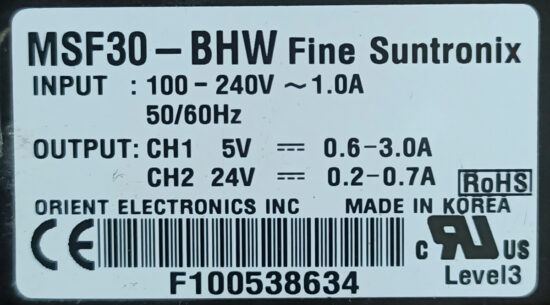 MSF30-BHW Fine Suntronix
INPUT : 100-240V ~1.0A
50/60Hz
OUTPUT: CH1 5V ⎓ 0.6-3.0A
CH2 24V ⎓ 0.2-0.7A RoHS
ORIENT ELECTRONICS INC MADE IN KOREA
CE c RU US
Level3
F100538634